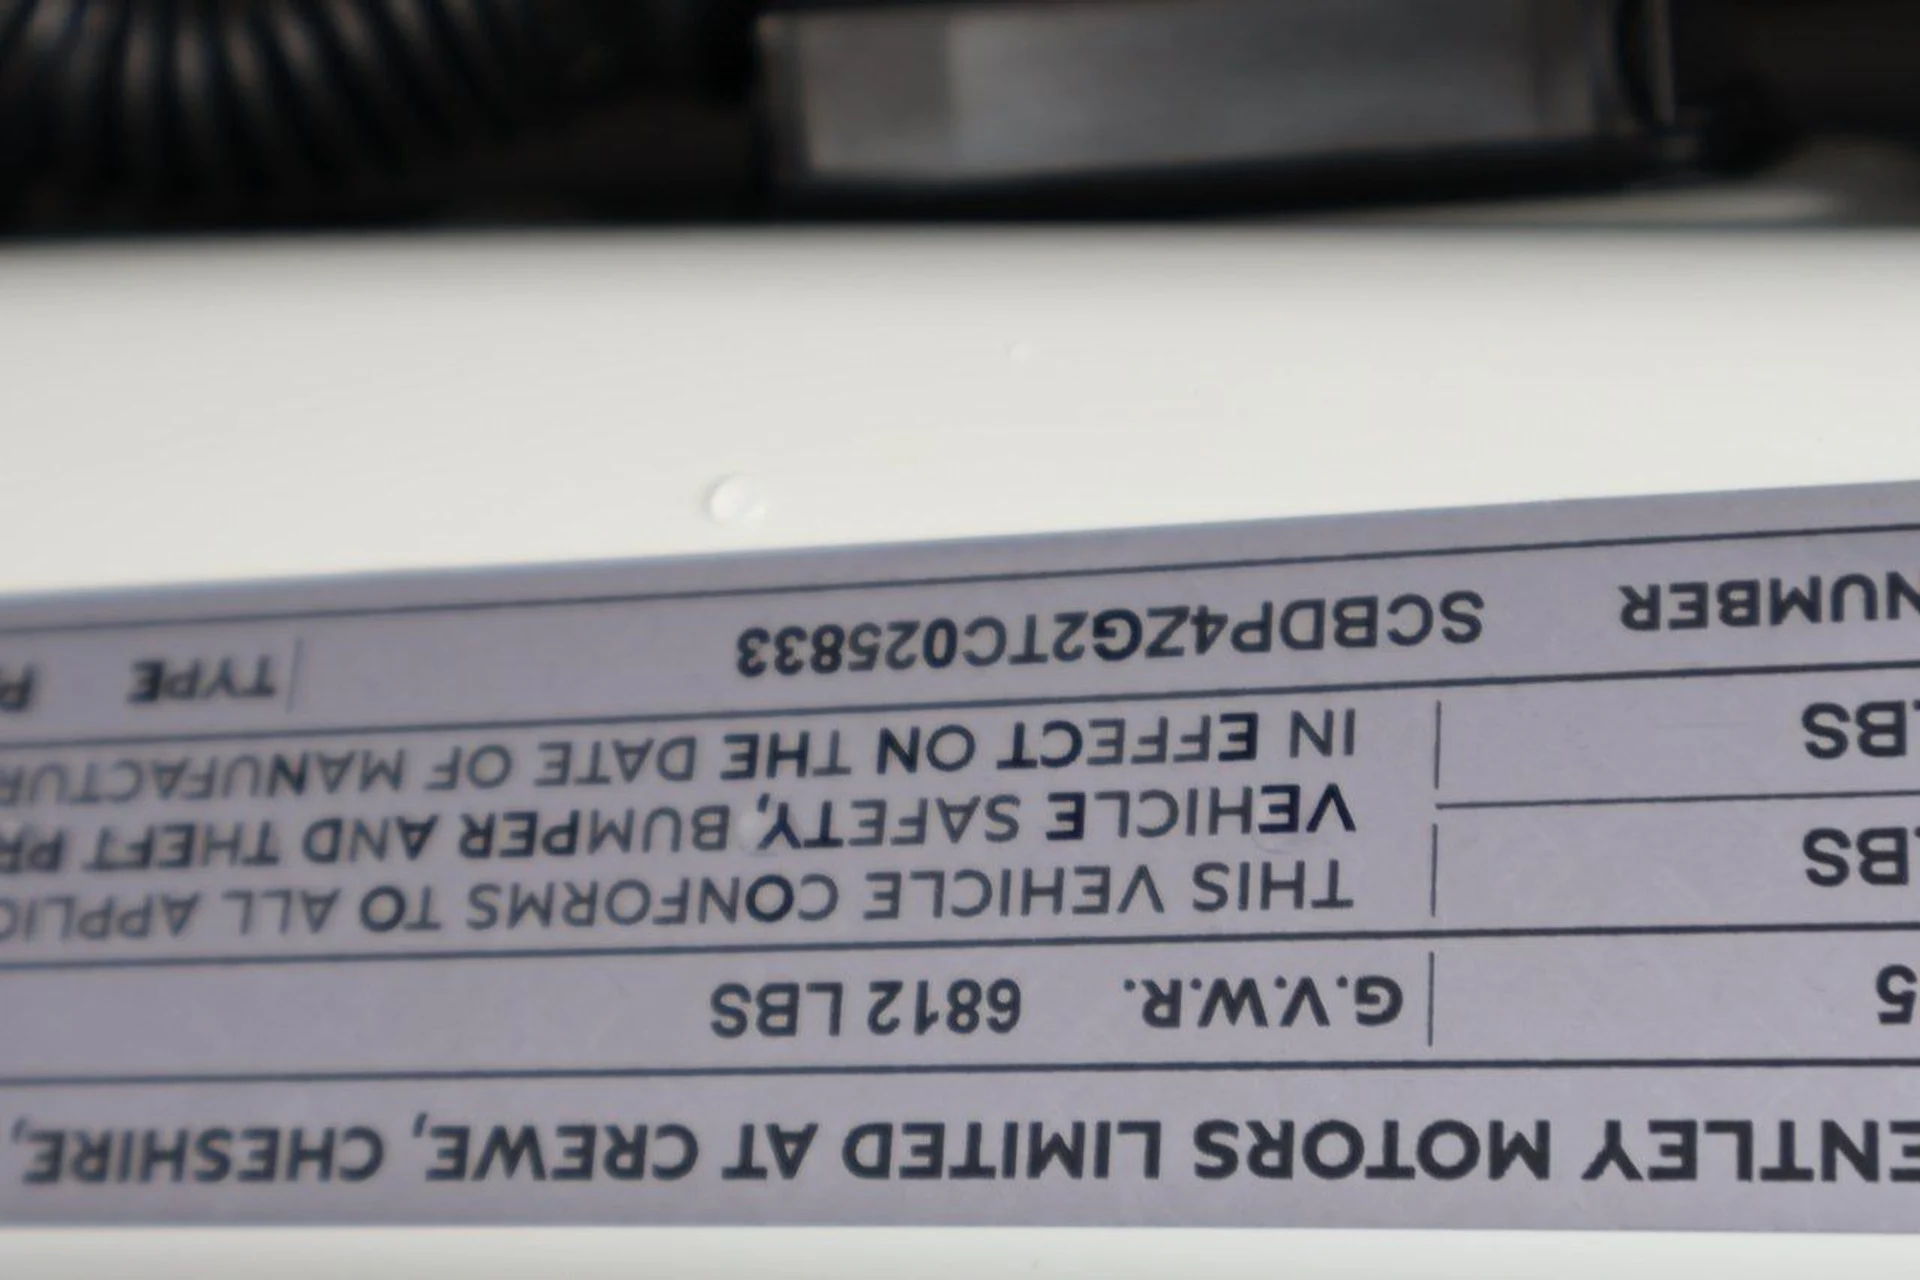 ENTLEY MOTORS LIMITED AT CREWE, CHESHIRE,
5 G.V.W.R. 6812 LBS
LBS THIS VEHICLE CONFORMS TO ALL APPLIC
VEHICLE SAFETY, BUMPER AND THEFT PR
LBS IN EFFECT ON THE DATE OF MANUFACTUR
NUMBER SCBDP4ZG2TC025833 TYPE P